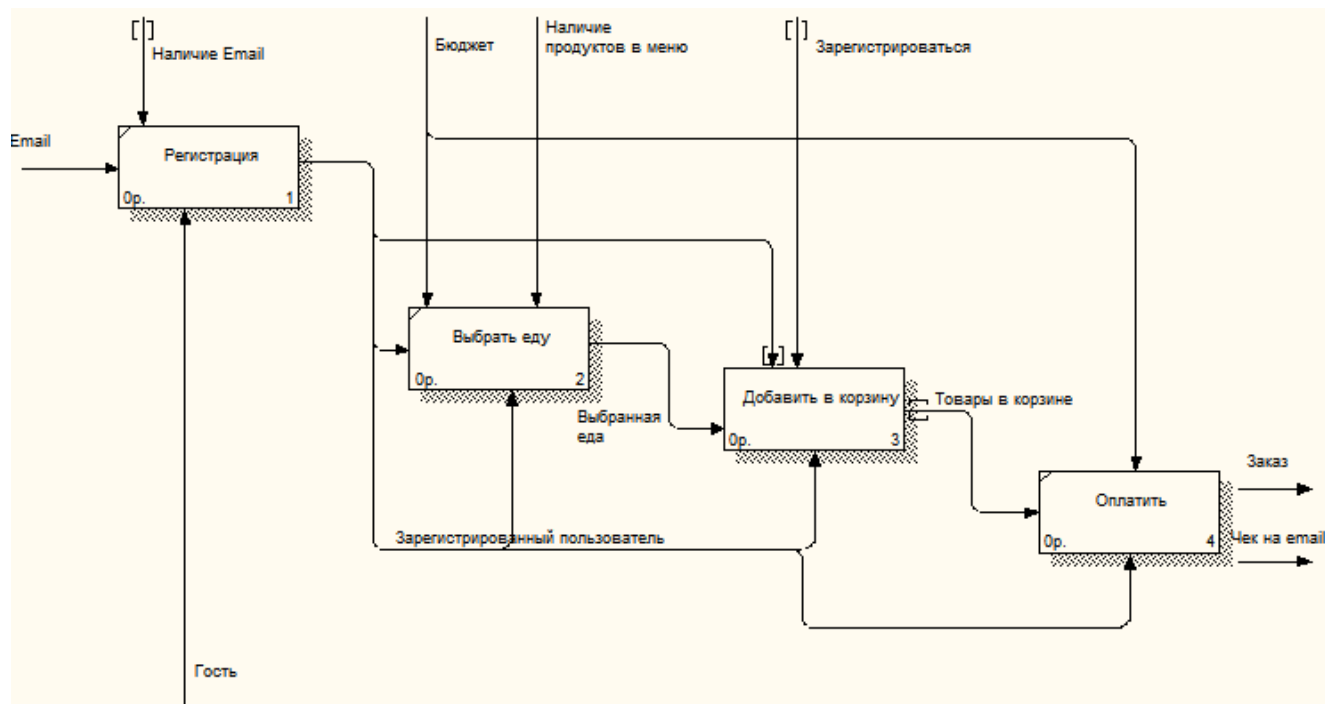 Наличие Email
Бюджет
Наличие
продуктов в меню
Зарегистрироваться
Email
Регистрация
0р. 1
Выбрать еду
0р. 2
Выбранная
еда
Добавить в корзину
0р. 3
Товары в корзине
Заказ
Оплатить
0р. 4
Чек на email
Зарегистрированный пользователь
Гость